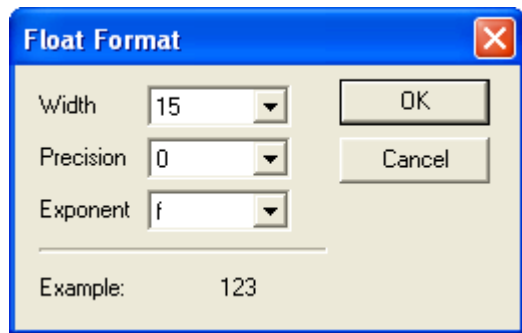 Float Format
Width 15 OK
Precision 0 Cancel
Exponent f
Example: 123